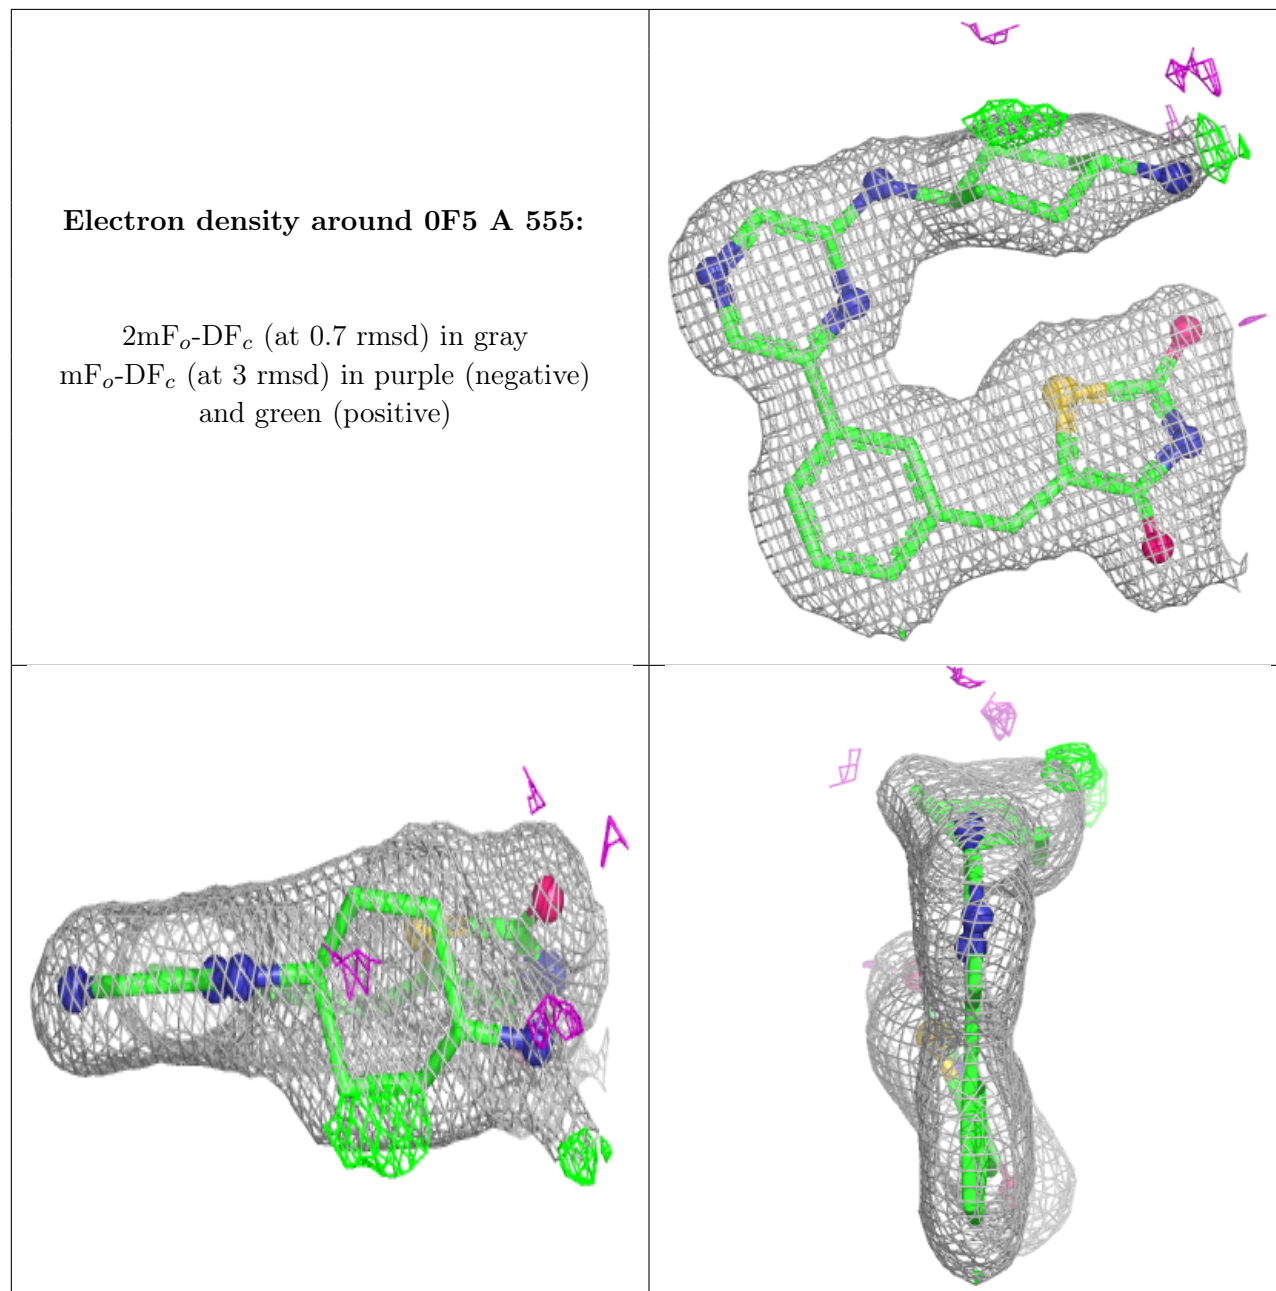 Electron density around 0F5 A 555:
2mFo-DFc (at 0.7 rmsd) in gray
mFo-DFc (at 3 rmsd) in purple (negative)
and green (positive)